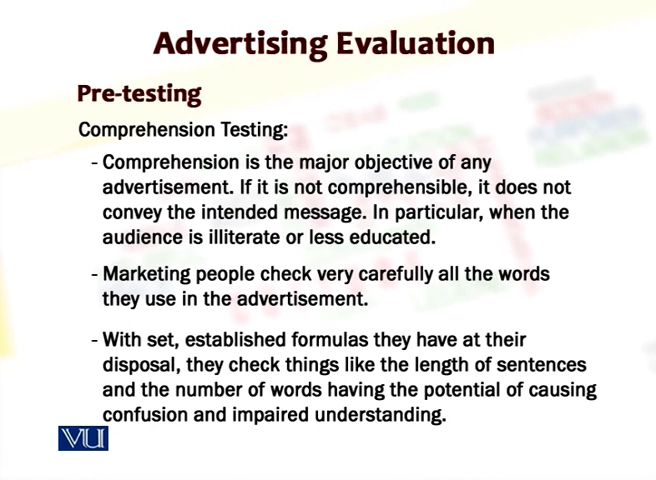 Advertising Evaluation
Pre-testing
Comprehension Testing:
- Comprehension is the major objective of any
advertisement. If it is not comprehensible, it does not
convey the intended message. In particular, when the
audience is illiterate or less educated.
- Marketing people check very carefully all the words
they use in the advertisement.
- With set, established formulas they have at their
disposal, they check things like the length of sentences
and the number of words having the potential of causing
confusion and impaired understanding.
VU